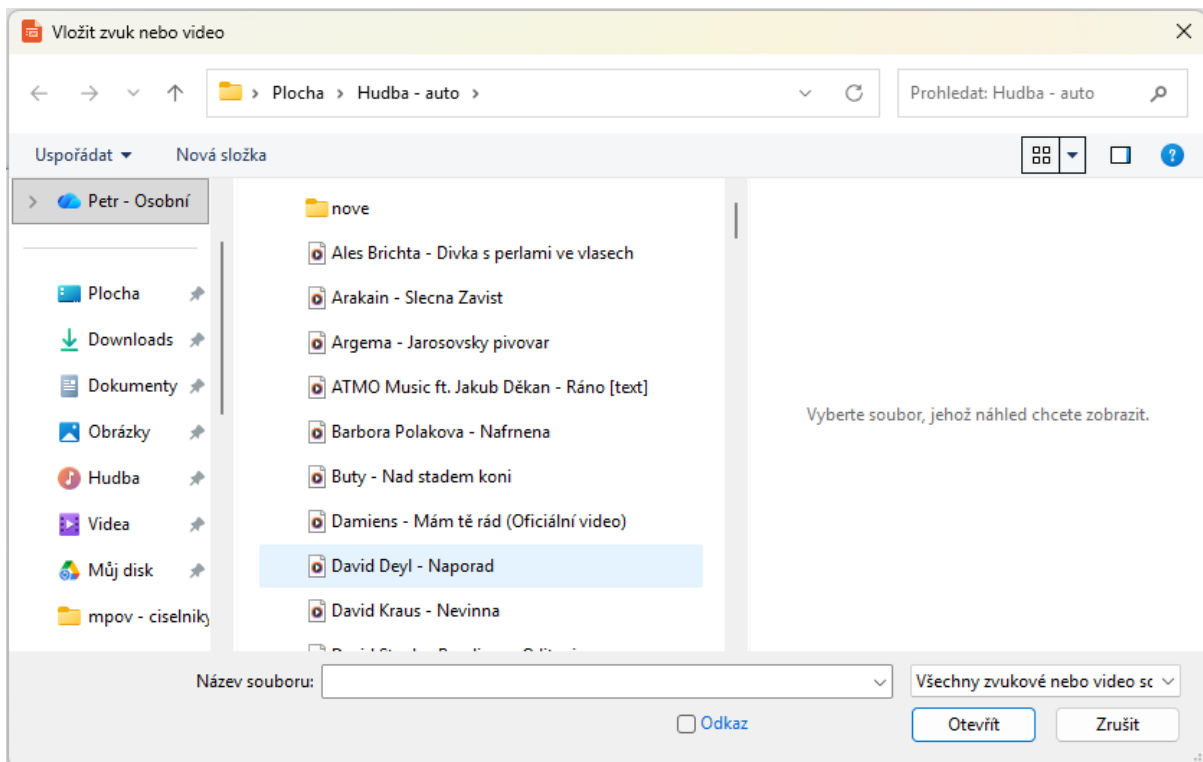 Vložit zvuk nebo video
Plocha > Hudba - auto >
Prohledat: Hudba - auto
Uspořádat
Nová složka
Petr - Osobní
Plocha
Downloads
Dokumenty
Obrázky
Hudba
Videa
Můj disk
mpov - ciselniky
nove
Ales Brichta - Divka s perlami ve vlasech
Arakain - Slecna Zavist
Argema - Jarosovsky pivovar
ATMO Music ft. Jakub Děkan - Ráno [text]
Barbora Polakova - Nafrnena
Buty - Nad stadem koni
Damiens - Mám tě rád (Oficiální video)
David Deyl - Naporad
David Kraus - Nevinna
Vyberte soubor, jehož náhled chcete zobrazit.
Název souboru:
Všechny zvukové nebo video sc
Odkaz
Otevřít
Zrušit